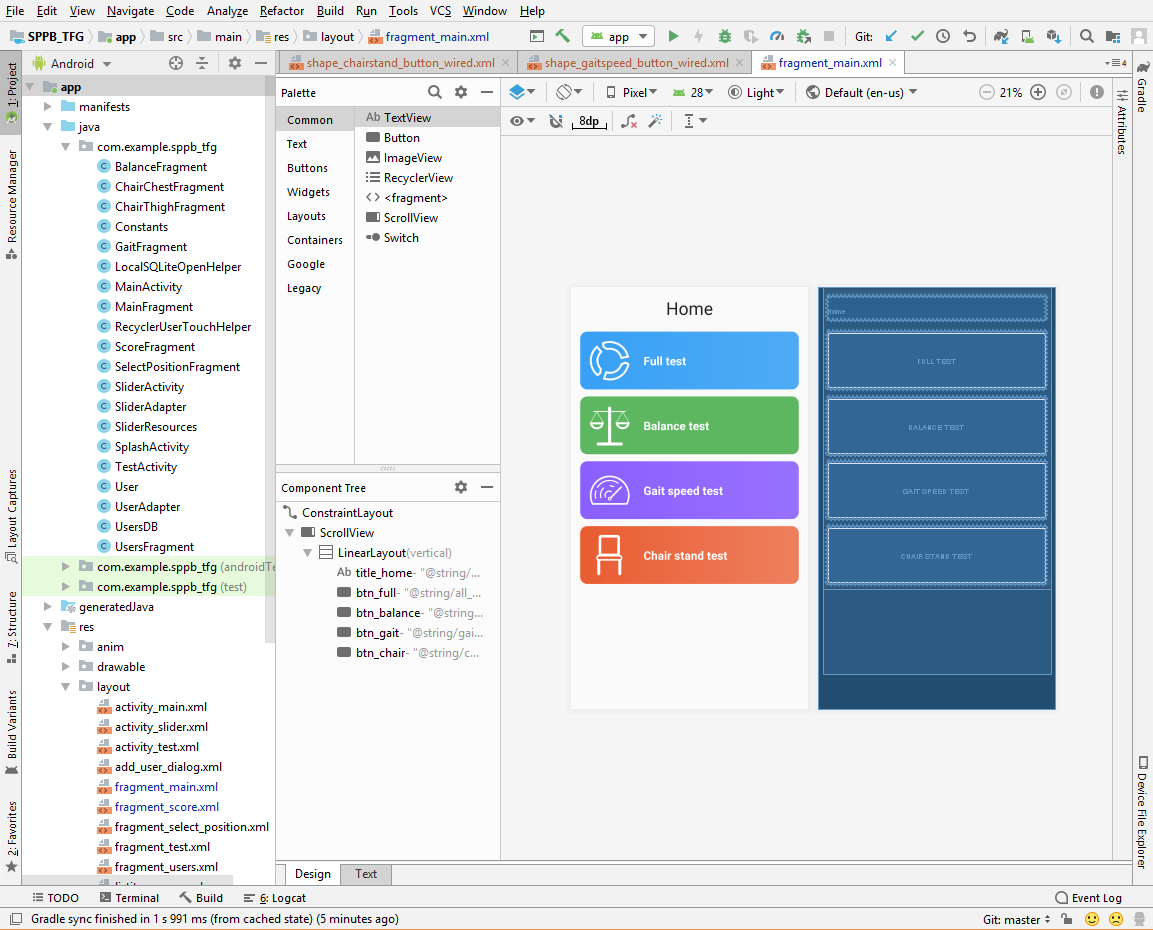 File Edit View Navigate Code Analyze Refactor Build Run Tools VCS Window Help
SPPB_TFG app src main res layout fragment_main.xml app Git:
Android
shape_chairstand_button_wired.xml shape_gaitspeed_button_wired.xml fragment_main.xml 4
1: Project
Resource Manager
Layout Captures
7: Structure
Build Variants
2: Favorites
app
manifests
java
com.example.sppb_tfg
BalanceFragment
ChairChestFragment
ChairThighFragment
Constants
GaitFragment
LocalSQLiteOpenHelper
MainActivity
MainFragment
RecyclerUserTouchHelper
ScoreFragment
SelectPositionFragment
SliderActivity
SliderAdapter
SliderResources
SplashActivity
TestActivity
User
UserAdapter
UsersDB
UsersFragment
com.example.sppb_tfg (androidTe
com.example.sppb_tfg (test)
generatedJava
res
anim
drawable
layout
activity_main.xml
activity_slider.xml
activity_test.xml
add_user_dialog.xml
fragment_main.xml
fragment_score.xml
fragment_select_position.xml
fragment_test.xml
fragment_users.xml
Palette
Common
Text
Buttons
Widgets
Layouts
Containers
Google
Legacy
Ab TextView
Button
ImageView
RecyclerView
<fragment>
ScrollView
Switch
Component Tree
ConstraintLayout
ScrollView
LinearLayout(vertical)
Ab title_home- "@string/...
btn_full- "@string/all_...
btn_balance- "@string...
btn_gait- "@string/gai...
btn_chair- "@string/c...
Pixel 28 Light Default (en-us) 21%
8dp
Home
Full test
Balance test
Gait speed test
Chair stand test
Home
FULL TEST
BALANCE TEST
GAIT SPEED TEST
CHAIR STAND TEST
Gradle
Attributes
Device File Explorer
Design Text
TODO Terminal Build 6: Logcat Event Log
Gradle sync finished in 1 s 991 ms (from cached state) (5 minutes ago) Git: master